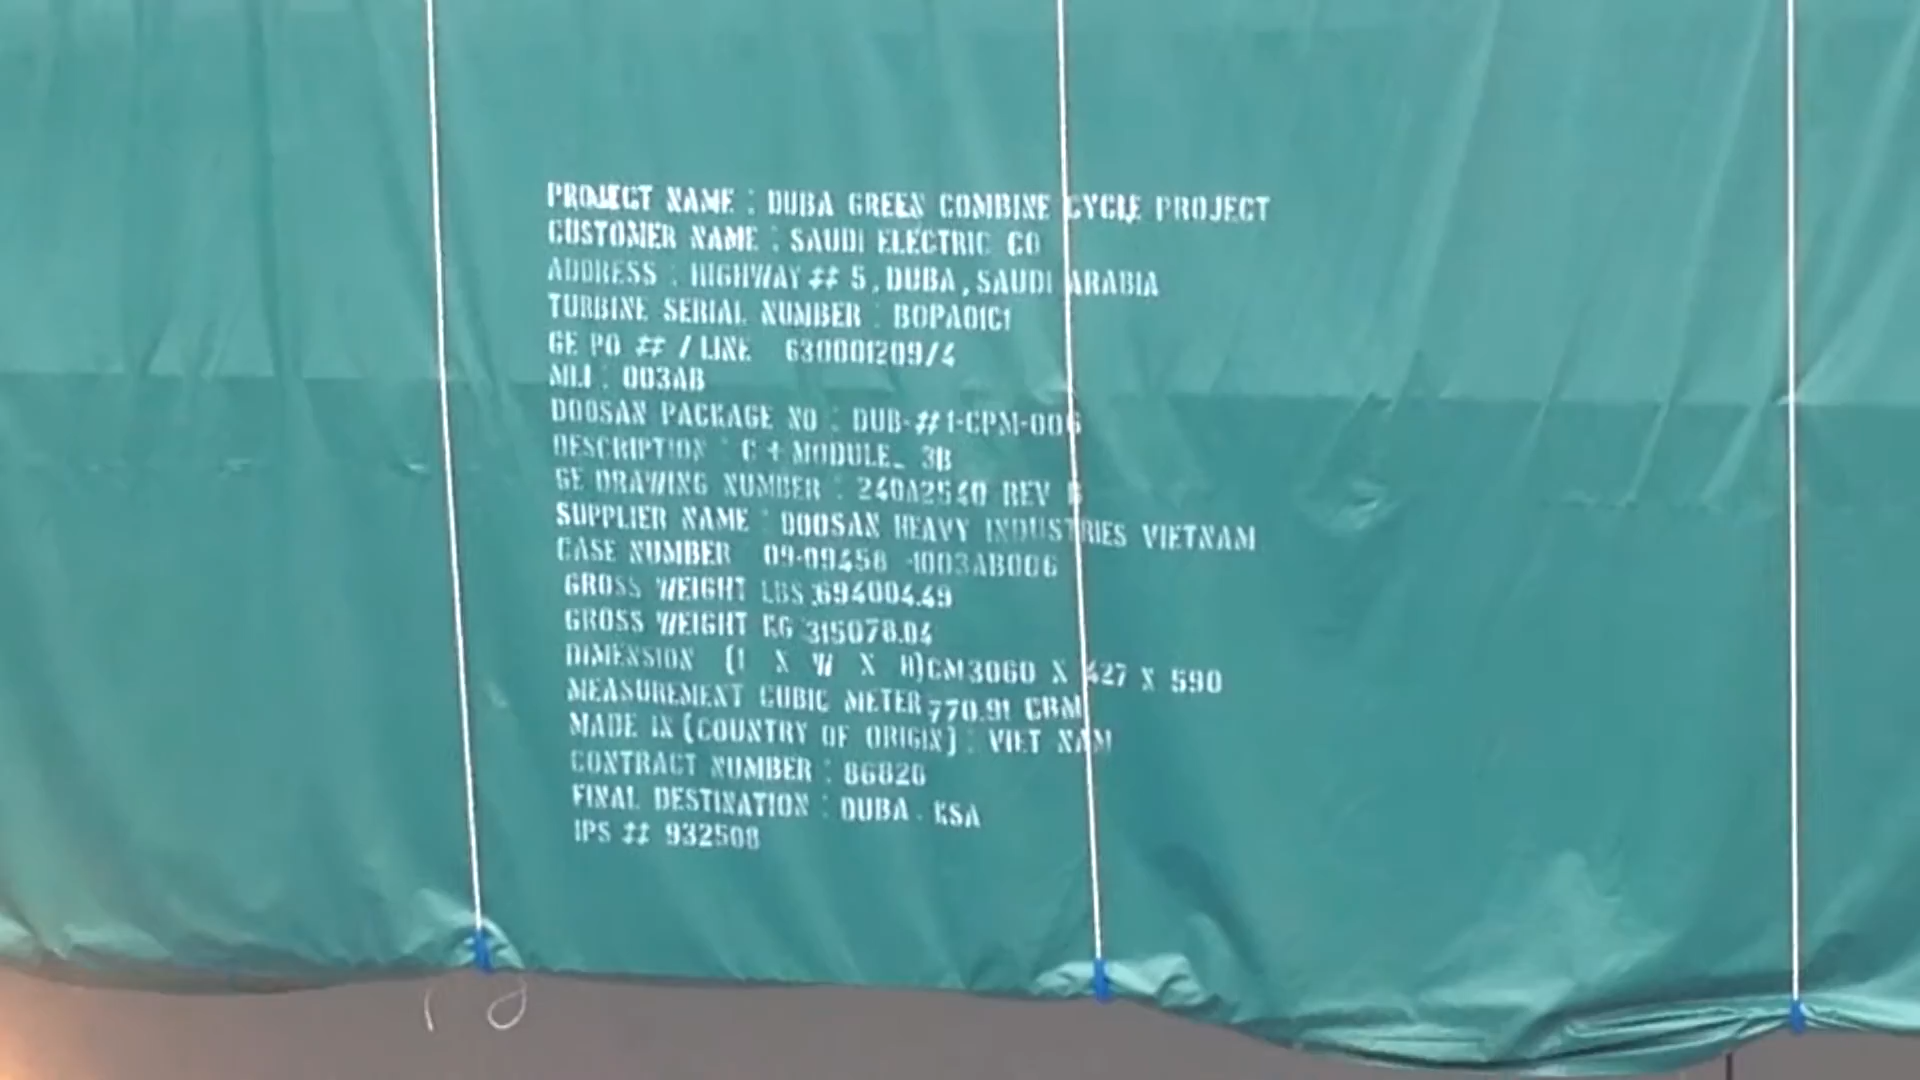 PROJECT NAME : DUBA GREEN COMBINE CYCLE PROJECT
CUSTOMER NAME : SAUDI ELECTRIC CO
ADDRESS : HIGHWAY ## 5, DUBA, SAUDI ARABIA
TURBINE SERIAL NUMBER : BOPA01C1
GE PO ## / LINE 630001209/4
MLI : 003AB
DOOSAN PACKAGE NO : DUB-##1-CPM-006
DESCRIPTION : C + MODULE_ 3B
GE DRAWING NUMBER : 240A2540 REV B
SUPPLIER NAME : DOOSAN HEAVY INDUSTRIES VIETNAM
CASE NUMBER 09-09458 -1003AB006
GROSS WEIGHT LBS :694004.49
GROSS WEIGHT KG 315078.04
DIMENSION (l X W X H)CM3060 X 427 X 590
MEASUREMENT CUBIC METER 770.91 CBM
MADE IN (COUNTRY OF ORIGIN) : VIET NAM
CONTRACT NUMBER : 86820
FINAL DESTINATION : DUBA - KSA
IPS ## 932508